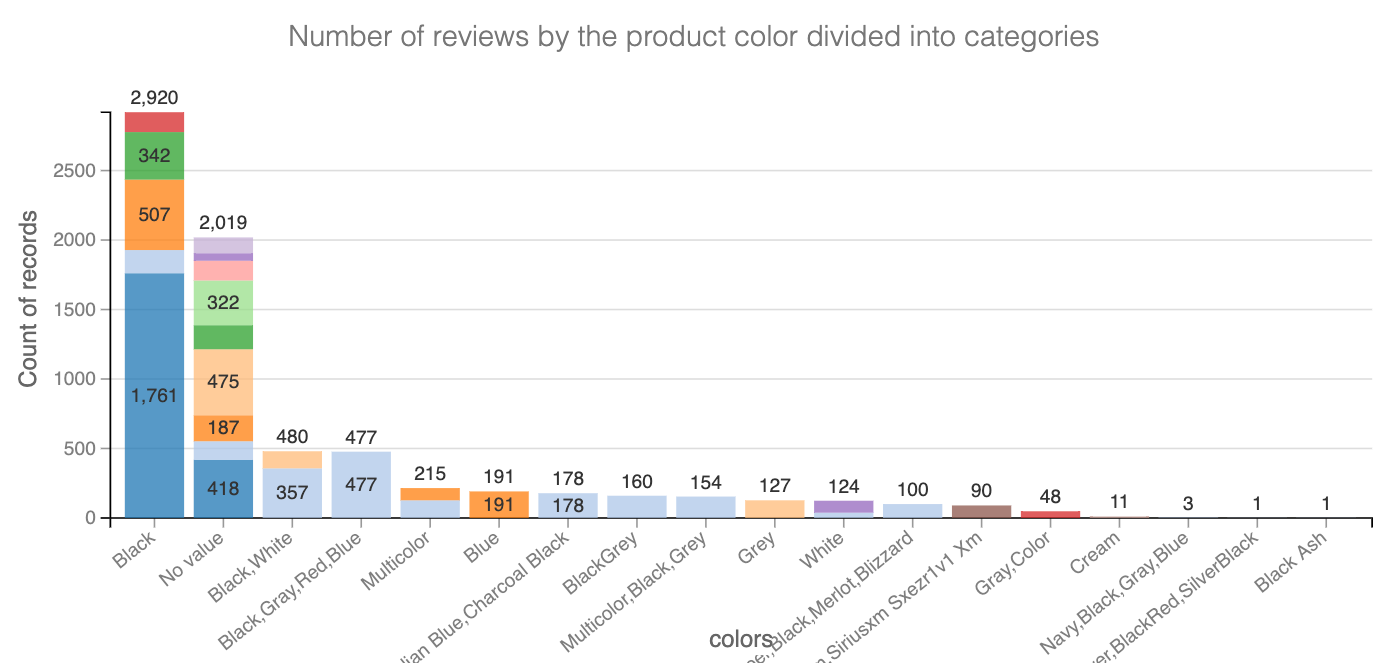 Number of reviews by the product color divided into categories
Count of records
2500
2000
1500
1000
500
0
2,920
342
507
1,761
2,019
322
475
187
418
480
357
477
477
215
191
191
178
178
160
154
127
124
100
90
48
11
3
1
1
Black
No value
Black,White
Black,Gray,Red,Blue
Multicolor
Blue
Blue,Charcoal Black
BlackGrey
Multicolor,Black,Grey
Grey
White
Black,Merlot,Blizzard
Siriusxm Sxezr1v1 Xm
Gray,Color
Cream
Navy,Black,Gray,Blue
BlackRed,SilverBlack
Black Ash
colors